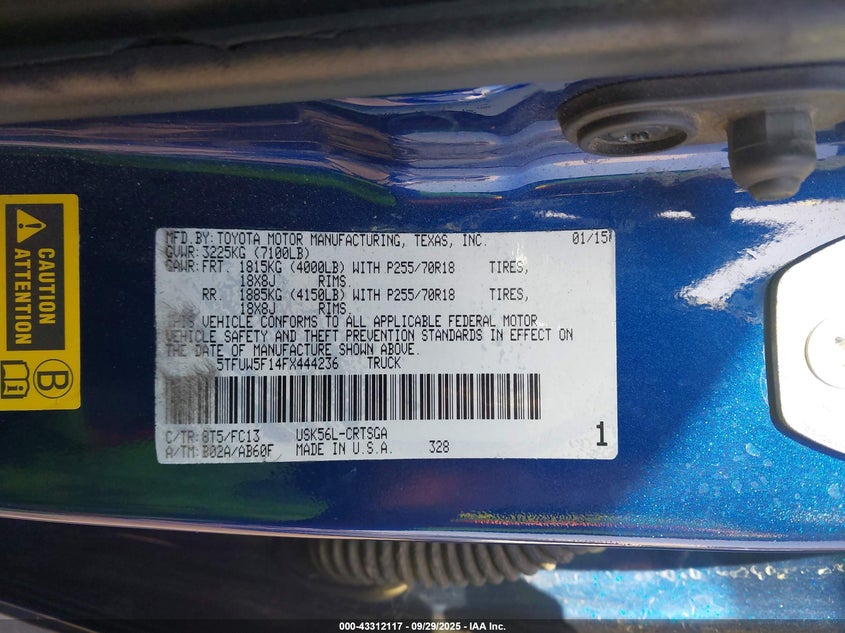 MFD.BY: TOYOTA MOTOR MANUFACTURING, TEXAS, INC. 01/15
GVWR: 3225KG (7100LB)
GAWR: FRT. 1815KG (4000LB) WITH P255/70R18 TIRES,
18X8J RIMS.
RR. 1885KG (4150LB) WITH P255/70R18 TIRES,
18X8J RIMS.
THIS VEHICLE CONFORMS TO ALL APPLICABLE FEDERAL MOTOR
VEHICLE SAFETY AND THEFT PREVENTION STANDARDS IN EFFECT ON
THE DATE OF MANUFACTURE SHOWN ABOVE.
5TFUW5F14FX444236 TRUCK
C/TR: 8T5/FC13 USK56L-CRTSGA
A/TM: B02A/AB60F MADE IN U.S.A. 328
1
CAUTION
ATTENTION
B
000-43312117 - 09/29/2025 - IAA Inc.